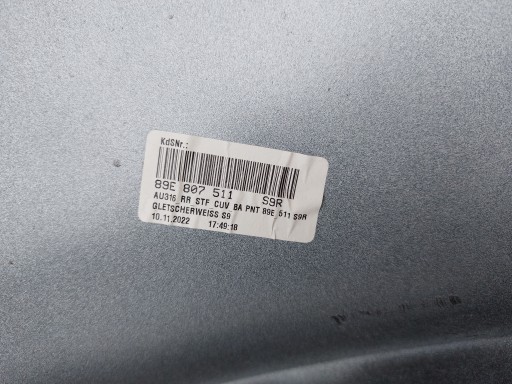 KdSNr.:
89E 807 511 S9R
AU316 RR STF CUV BA PNT 89E 511 S9R
GLETSCHERWEISS S9
10.11.2022 17:49:18